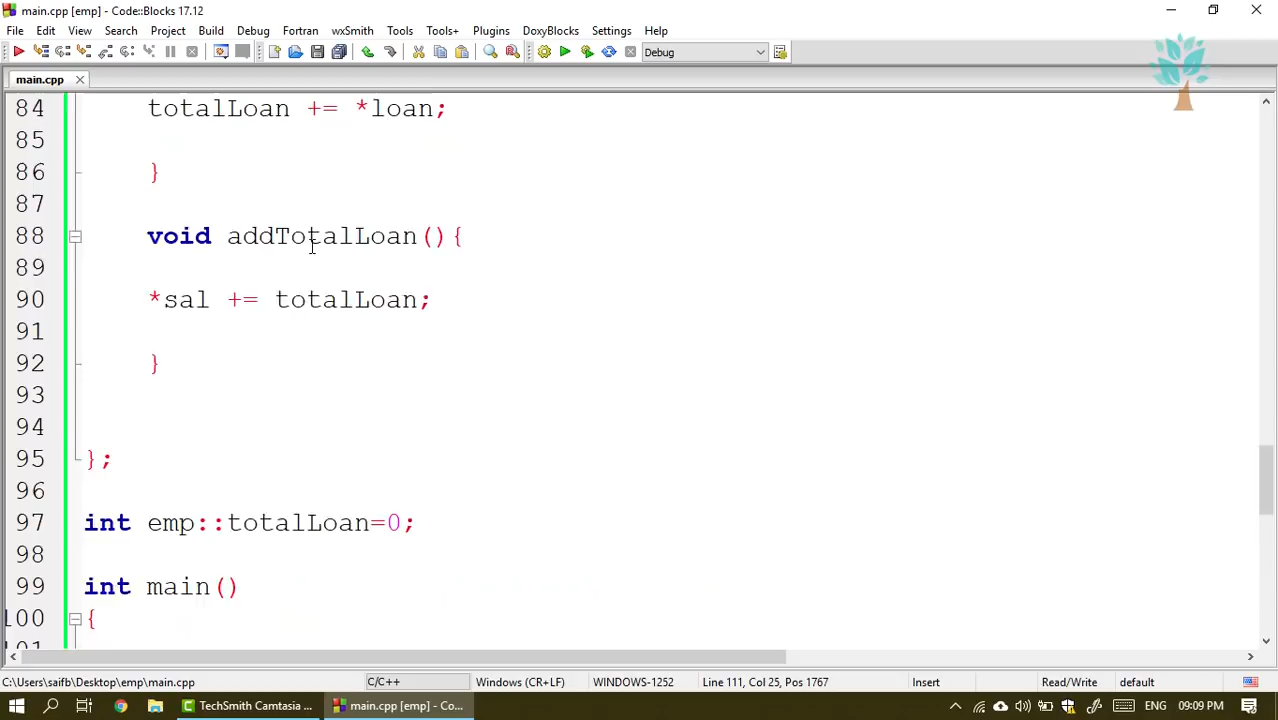 main.cpp [emp] - Code::Blocks 17.12
File Edit View Search Project Build Debug Fortran wxSmith Tools Tools+ Plugins DoxyBlocks Settings Help
Debug
main.cpp
84 totalLoan += *loan;
85
86 }
87
88 void addTotalLoan(){
89
90 *sal += totalLoan;
91
92 }
93
94
95 };
96
97 int emp::totalLoan=0;
98
99 int main()
100 {
101
C:\Users\saifb\Desktop\emp\main.cpp C/C++ Windows (CR+LF) WINDOWS-1252 Line 111, Col 25, Pos 1767 Insert Read/Write default
TechSmith Camtasia ... main.cpp [emp] - Co... ENG 09:09 PM